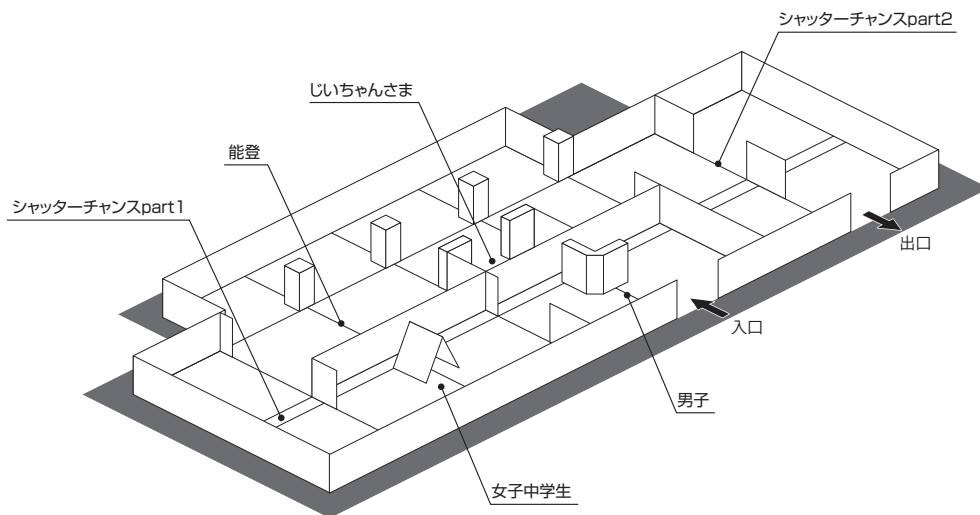 シャッターチャンスpart2
じいちゃんさま
能登
シャッターチャンスpart1
出口
入口
男子
女子中学生